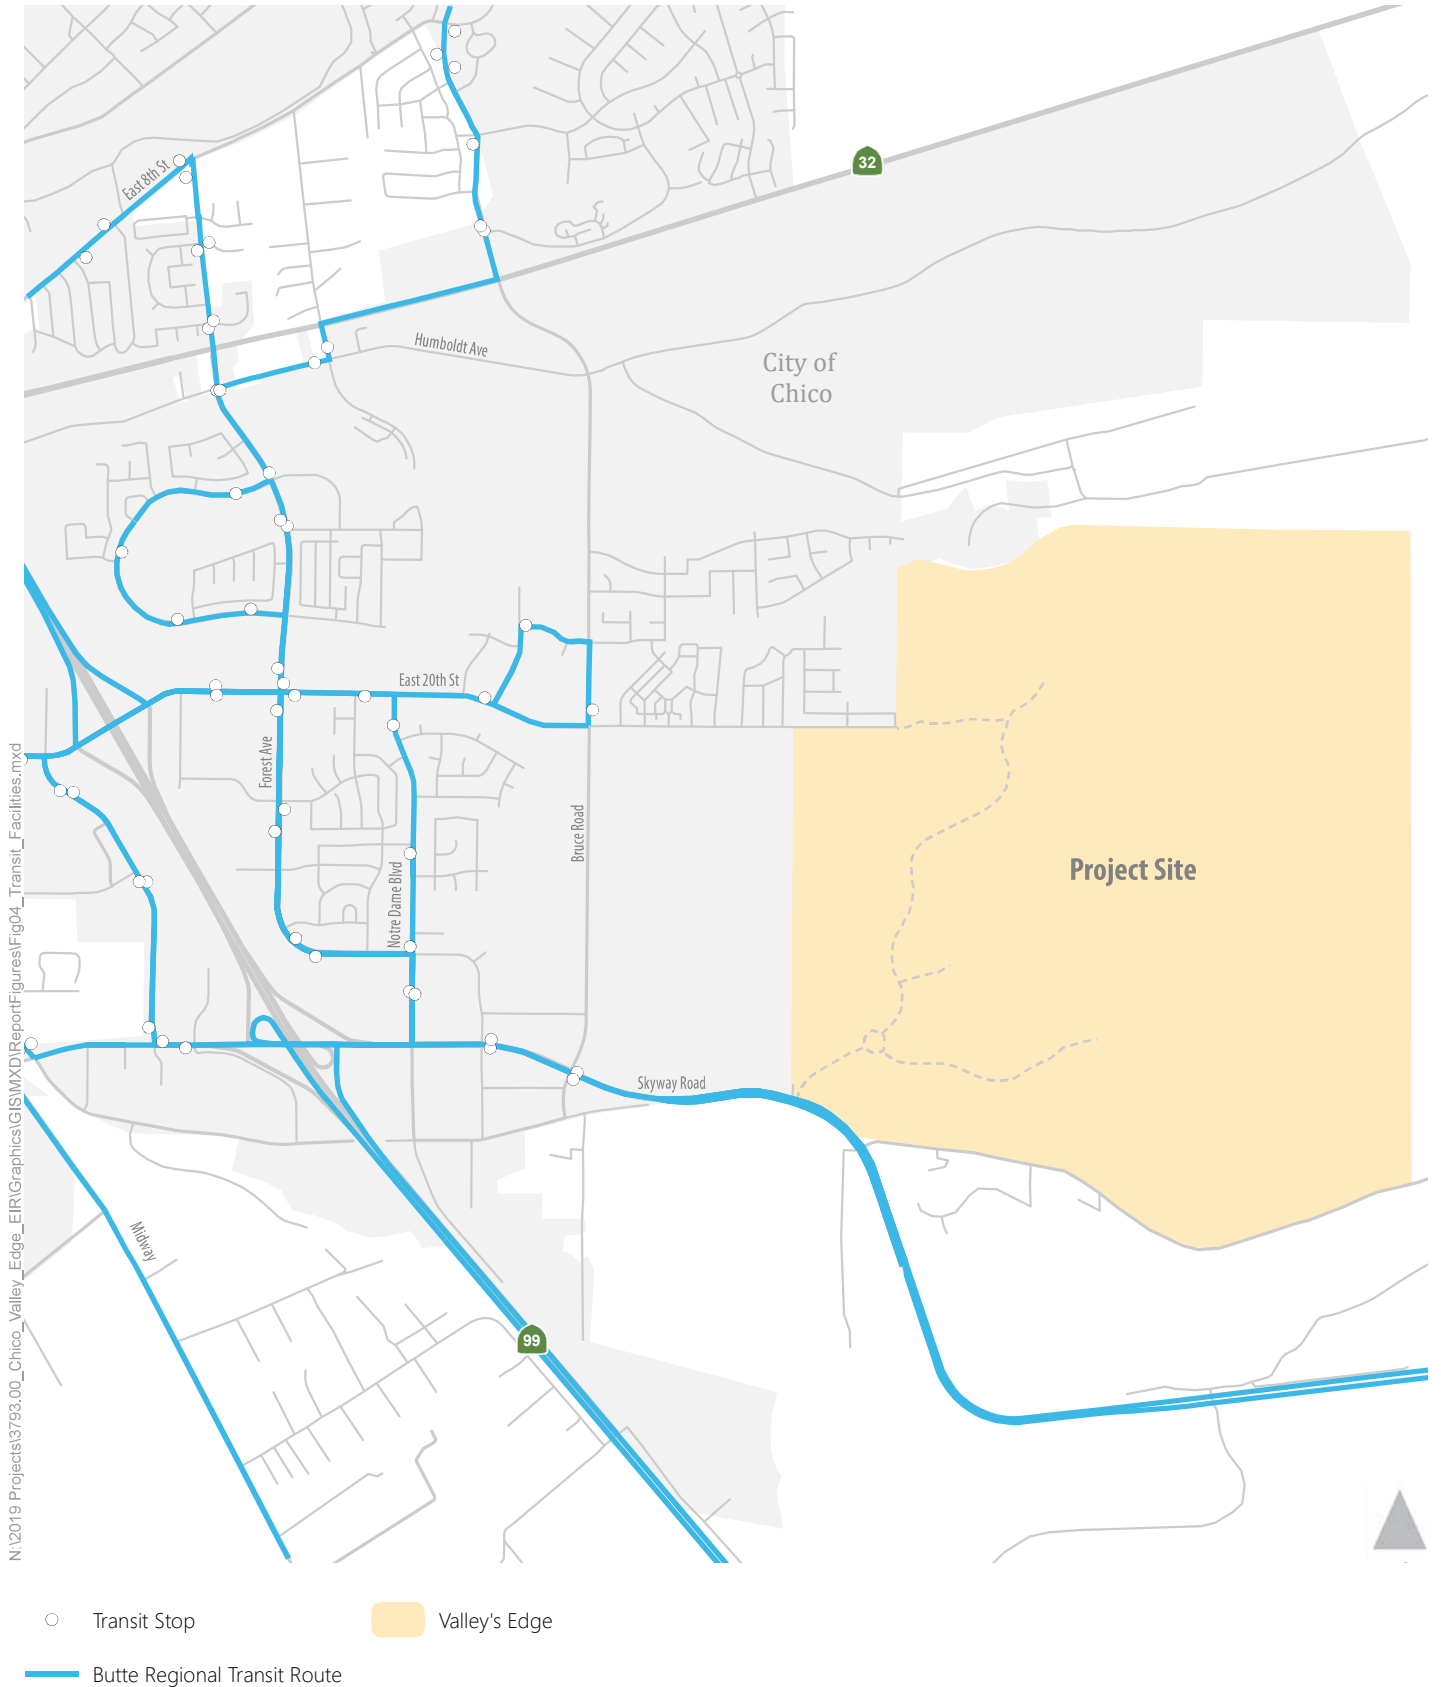 32
East 8th St
Humboldt Ave
City of
Chico
East 20th St
Forest Ave
Bruce Road
Notre Dame Blvd
Project Site
Skyway Road
Midway
99
N:\2019 Projects\3793.00_Chico_Valley_Edge_EIR\Graphics\GIS\MXD\ReportFigures\Fig04_Transit_Facilities.mxd
Transit Stop
Valley's Edge
Butte Regional Transit Route